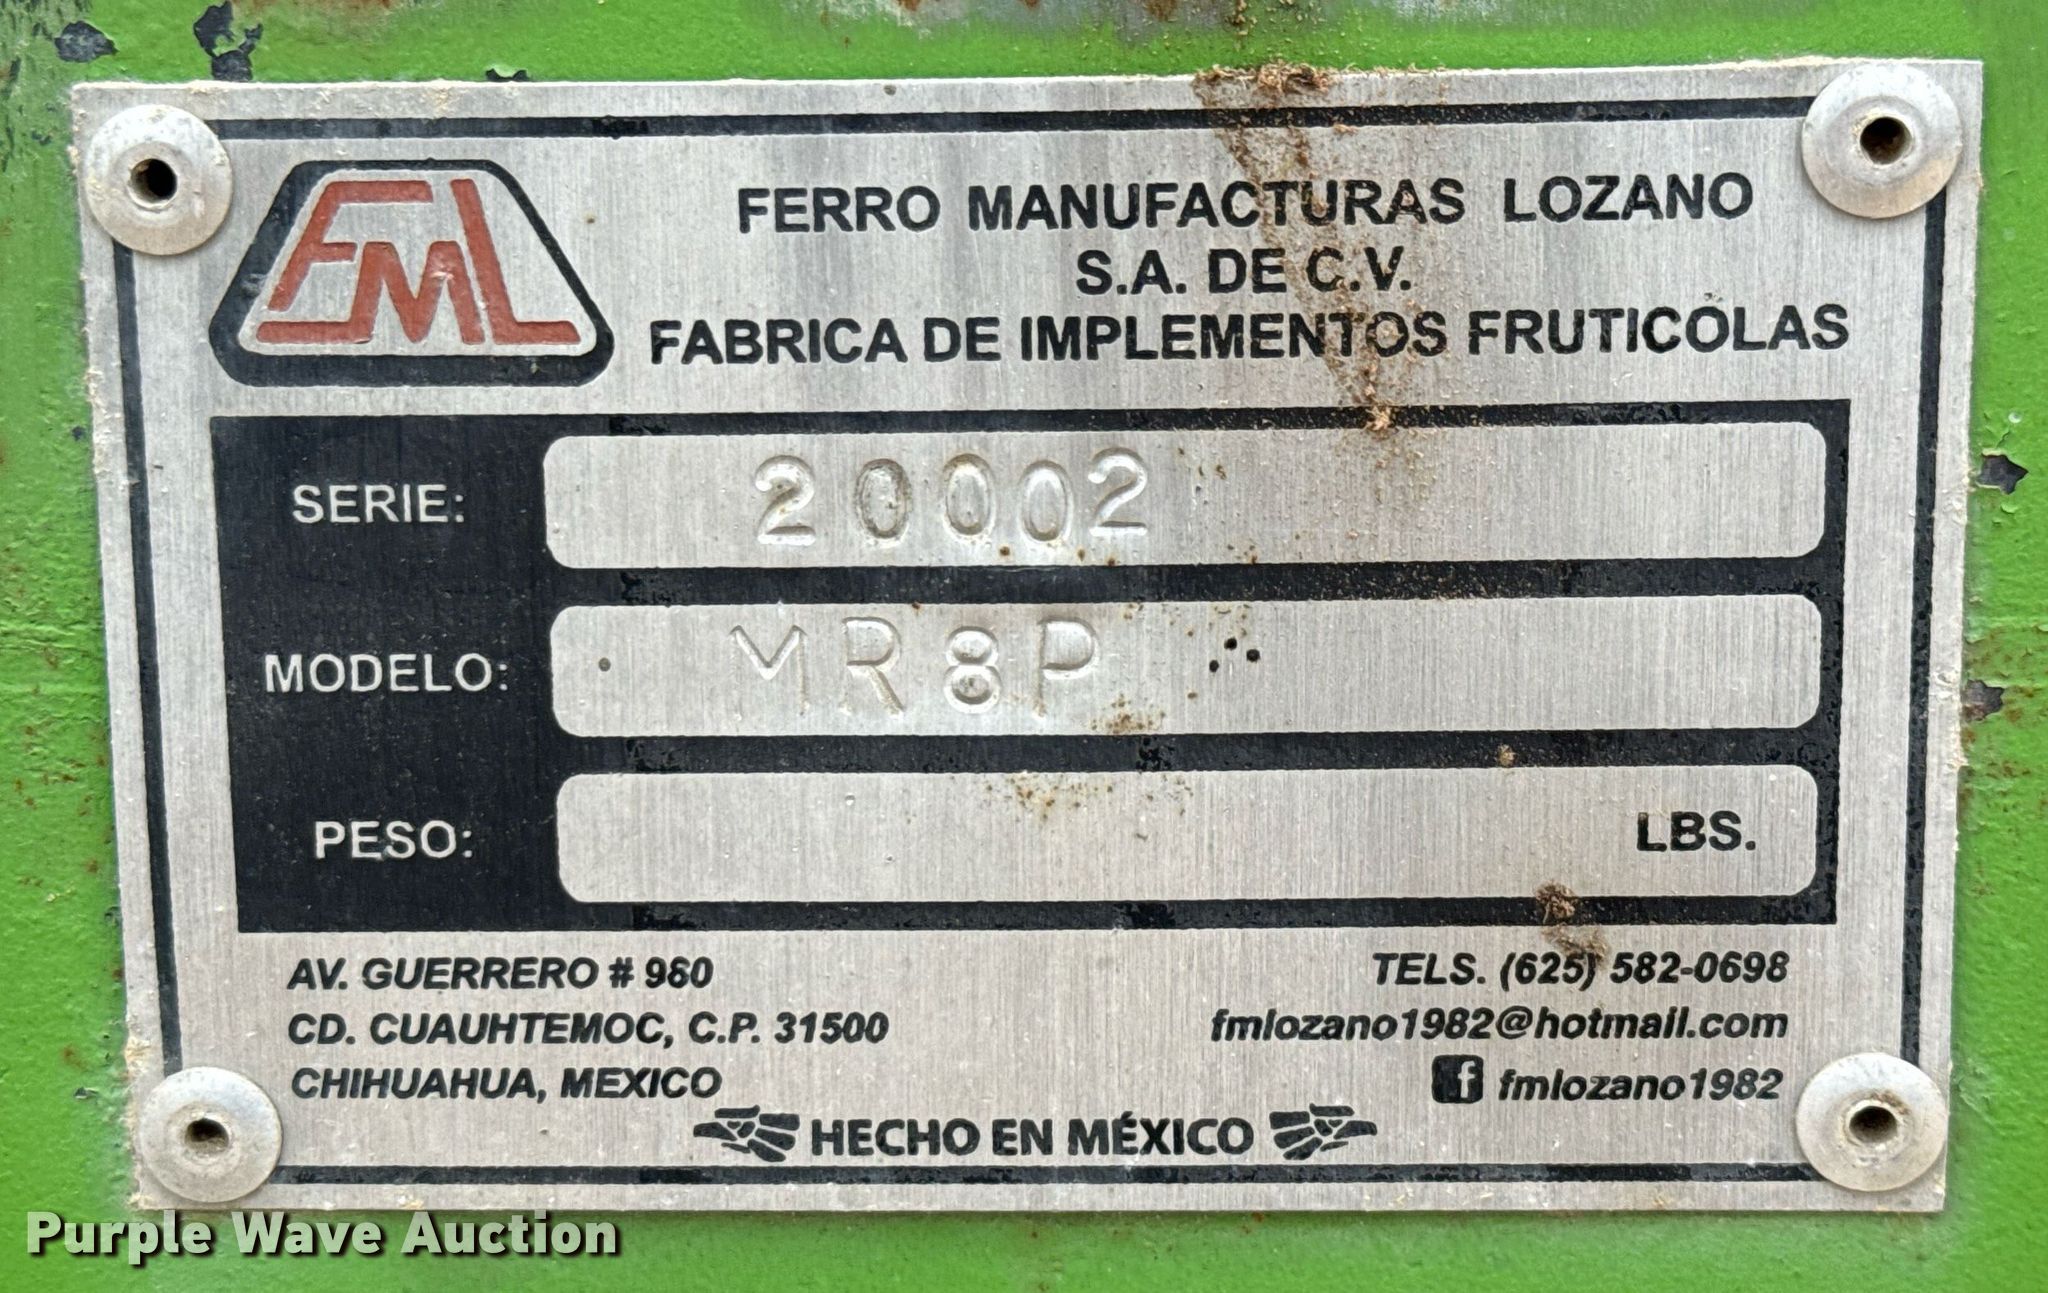 FML
FERRO MANUFACTURAS LOZANO
S.A. DE C.V.
FABRICA DE IMPLEMENTOS FRUTICÓLAS
SERIE: 20002
MODELO: MR8P
PESO: LBS.
AV. GUERRERO # 980
CD. CUAUHTEMOC, C.P. 31500
CHIHUAHUA, MEXICO
TELS. (625) 582-0698
fmlozano1982@hotmail.com
f fmlozano1982
HECHO EN MÉXICO
Purple Wave Auction